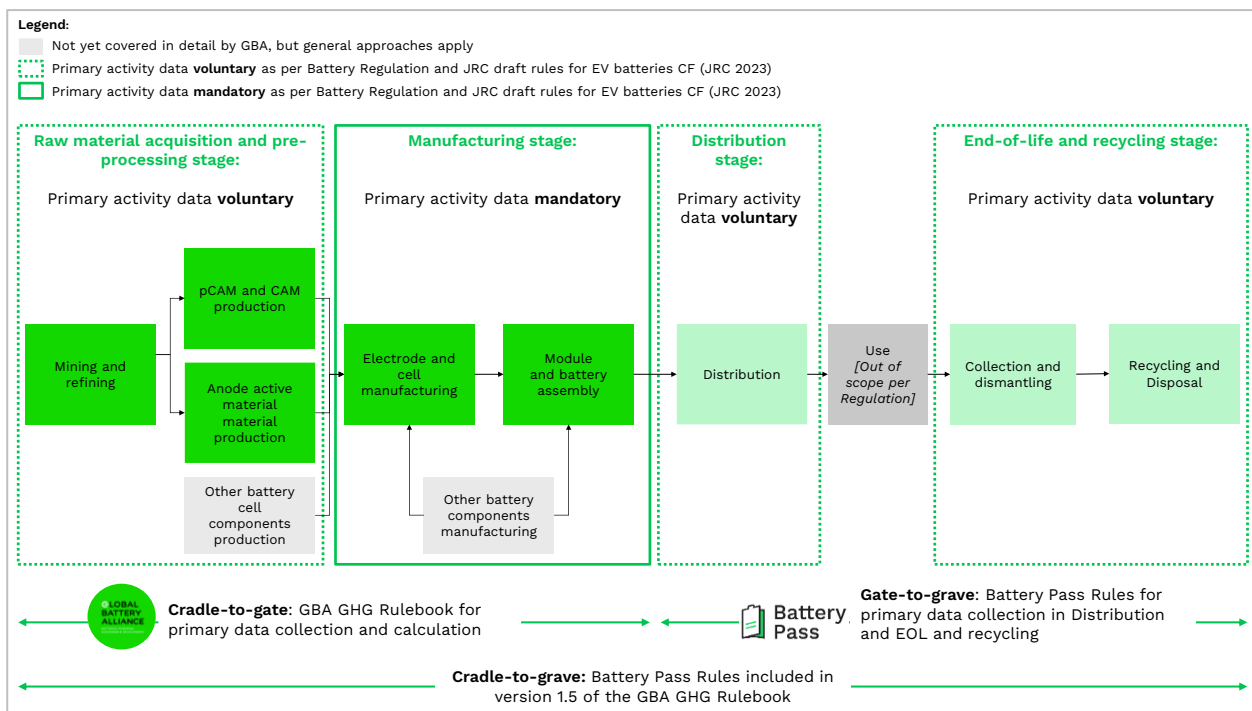 Legend:
Not yet covered in detail by GBA, but general approaches apply
Primary activity data voluntary as per Battery Regulation and JRC draft rules for EV batteries CF (JRC 2023)
Primary activity data mandatory as per Battery Regulation and JRC draft rules for EV batteries CF (JRC 2023)
Raw material acquisition and pre-
processing stage:
Primary activity data voluntary
Mining and
refining
pCAM and CAM
production
Anode active
material
material
production
Other battery
cell
components
production
Manufacturing stage:
Primary activity data mandatory
Electrode and
cell
manufacturing
Module
and battery
assembly
Other battery
components
manufacturing
Distribution
stage:
Primary activity
data voluntary
Distribution
Use
[Out of
scope per
Regulation]
End-of-life and recycling stage:
Primary activity data voluntary
Collection and
dismantling
Recycling and
Disposal
GLOBAL
BATTERY
ALLIANCE
Cradle-to-gate: GBA GHG Rulebook for
primary data collection and calculation
Battery
Pass
Gate-to-grave: Battery Pass Rules for
primary data collection in Distribution
and EOL and recycling
Cradle-to-grave: Battery Pass Rules included in
version 1.5 of the GBA GHG Rulebook